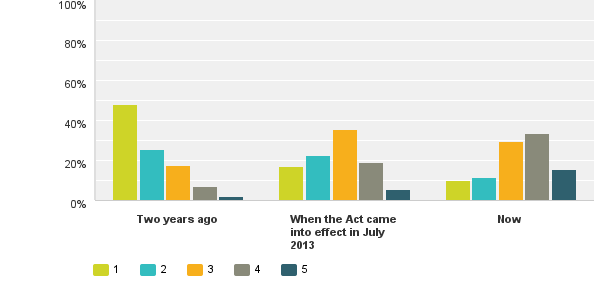 100%
80%
60%
40%
20%
0%
Two years ago
When the Act came
into effect in July
2013
Now
1 2 3 4 5